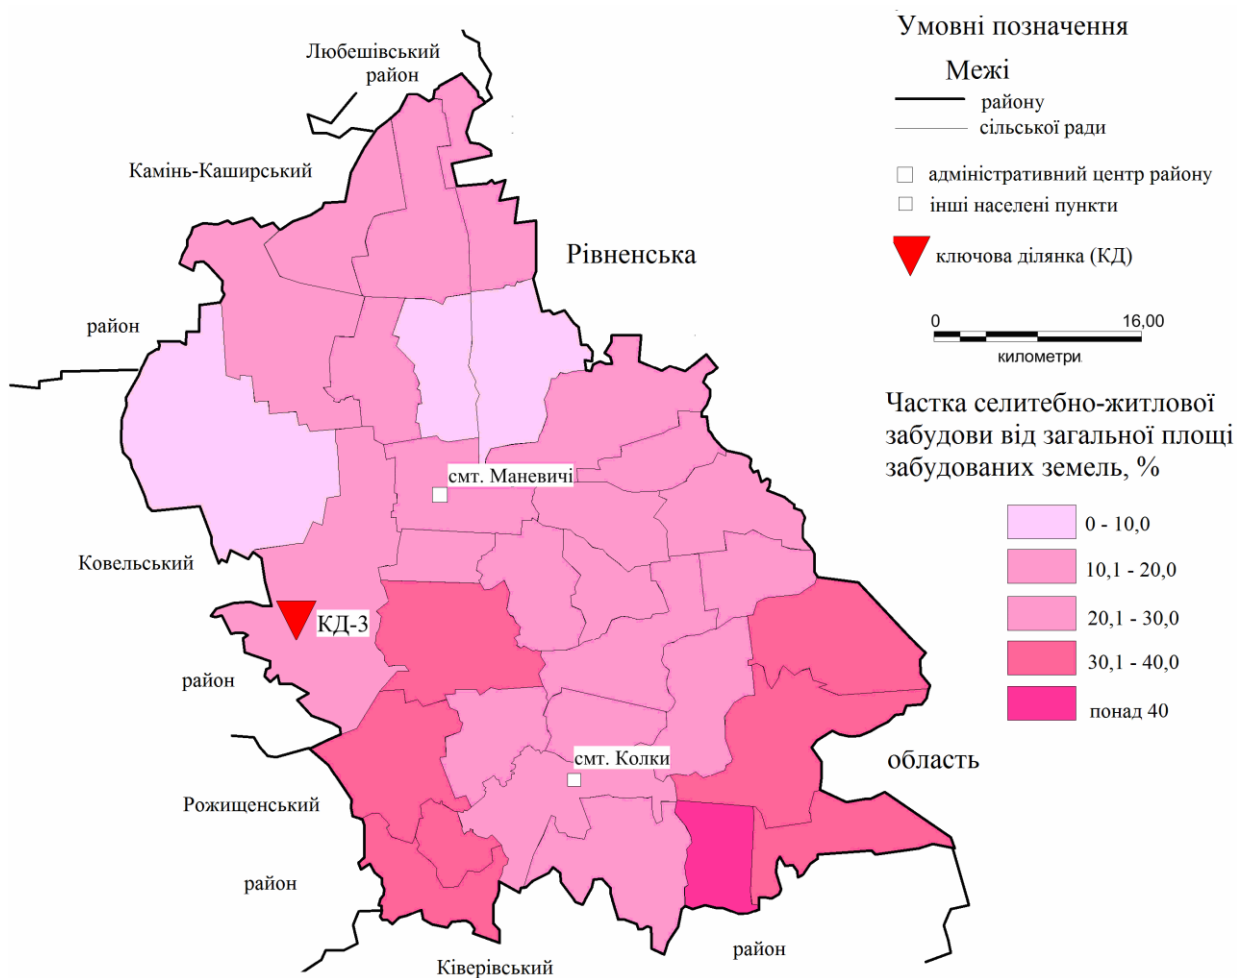 Любешівський
район
Камінь-Каширський
район
Рівненська
смт. Маневичі
Ковельський
КД-3
район
смт. Колки
область
Рожищенський
район
район
Ківерівський
Умовні позначення
Межі
району
сільської ради
адміністративний центр району
інші населені пункти
ключова ділянка (КД)
0 16,00
километри
Частка селитебно-житлової
забудови від загальної площі
забудованих земель, %
0 - 10,0
10,1 - 20,0
20,1 - 30,0
30,1 - 40,0
понад 40